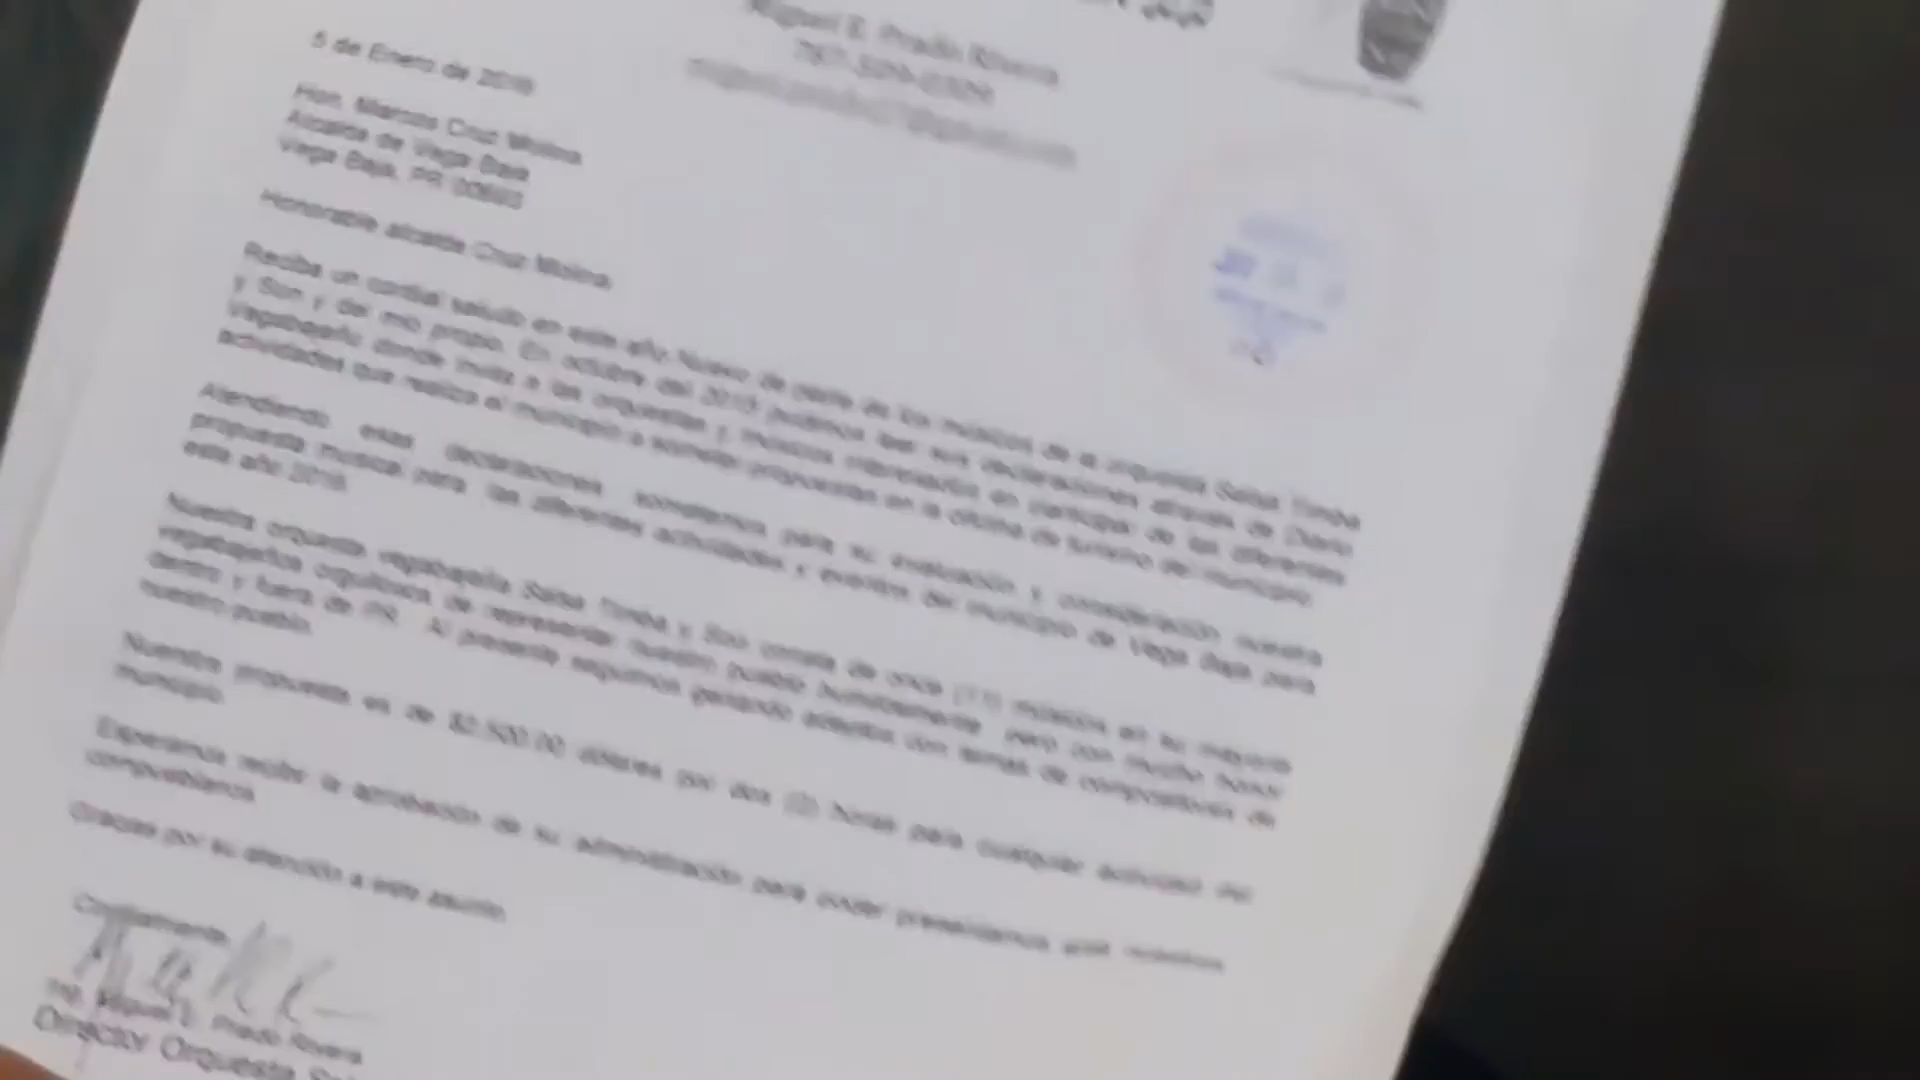 Miguel E. Prado Rivera
5 de Enero de 2016
Hon. Marcos Cruz Molina
Alcalde de Vega Baja
Vega Baja, PR 00693
Honorable alcalde Cruz Molina,
Reciba un cordial saludo en este año Nuevo de parte de los músicos de la orquesta Salsa Timba
y Son y del mio propio. En octubre del 2015 pudimos leer sus declaraciones através de Diario
Vegabajeño donde invita a las orquestas y músicos interesados en participar de las diferentes
actividades que realiza el municipio a someter propuestas en la oficina de turismo del municipio.
Atendiendo esas declaraciones sometemos para su evaluación y consideración nuestra
propuesta musical para las diferentes actividades y eventos del municipio de Vega Baja para
este año 2016.
Nuestra orquesta vegabajeña Salsa Timba y Son consta de once (11) músicos en su mayoría
vegabajeños orgullosos de representar nuestro pueblo humildemente pero con mucho honor
dentro y fuera de PR. Al presente seguimos ganando adeptos con temas de compositores de
nuestro pueblo.
Nuestra propuesta es de $2,500.00 dólares por dos (2) horas para cualquier actividad del
municipio.
Esperamos recibir la aprobación de su administración para poder presentarnos ante nuestros
compueblanos.
Gracias por su atención a este asunto.
Cordialmente,
Miguel E. Prado Rivera
Director Orquesta